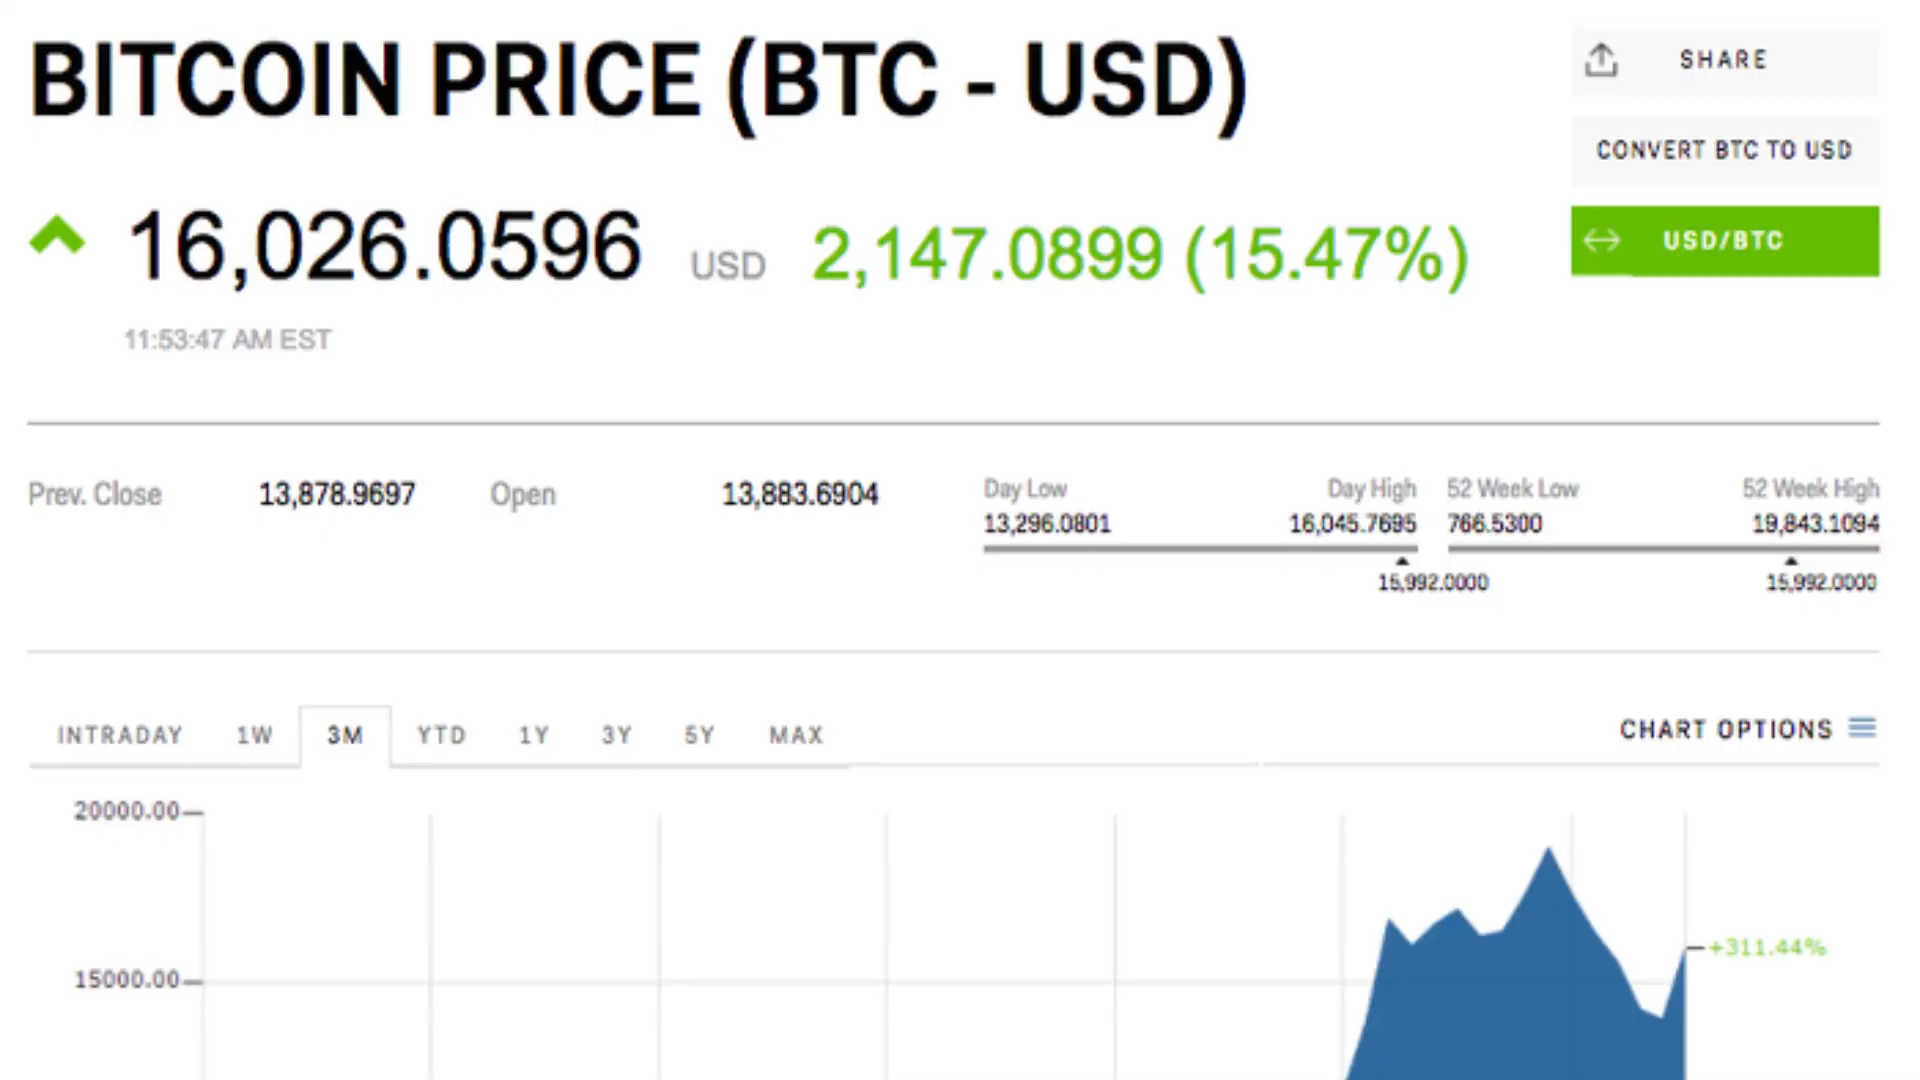 BITCOIN PRICE (BTC - USD)
SHARE
CONVERT BTC TO USD
16,026.0596 USD 2,147.0899 (15.47%)
USD/BTC
11:53:47 AM EST
Prev. Close 13,878.9697 Open 13,883.6904
Day Low Day High 52 Week Low 52 Week High
13,296.0801 16,045.7695 766.5300 19,843.1094
15,992.0000 15,992.0000
INTRADAY 1W 3M YTD 1Y 3Y 5Y MAX
CHART OPTIONS
20000.00
+311.44%
15000.00